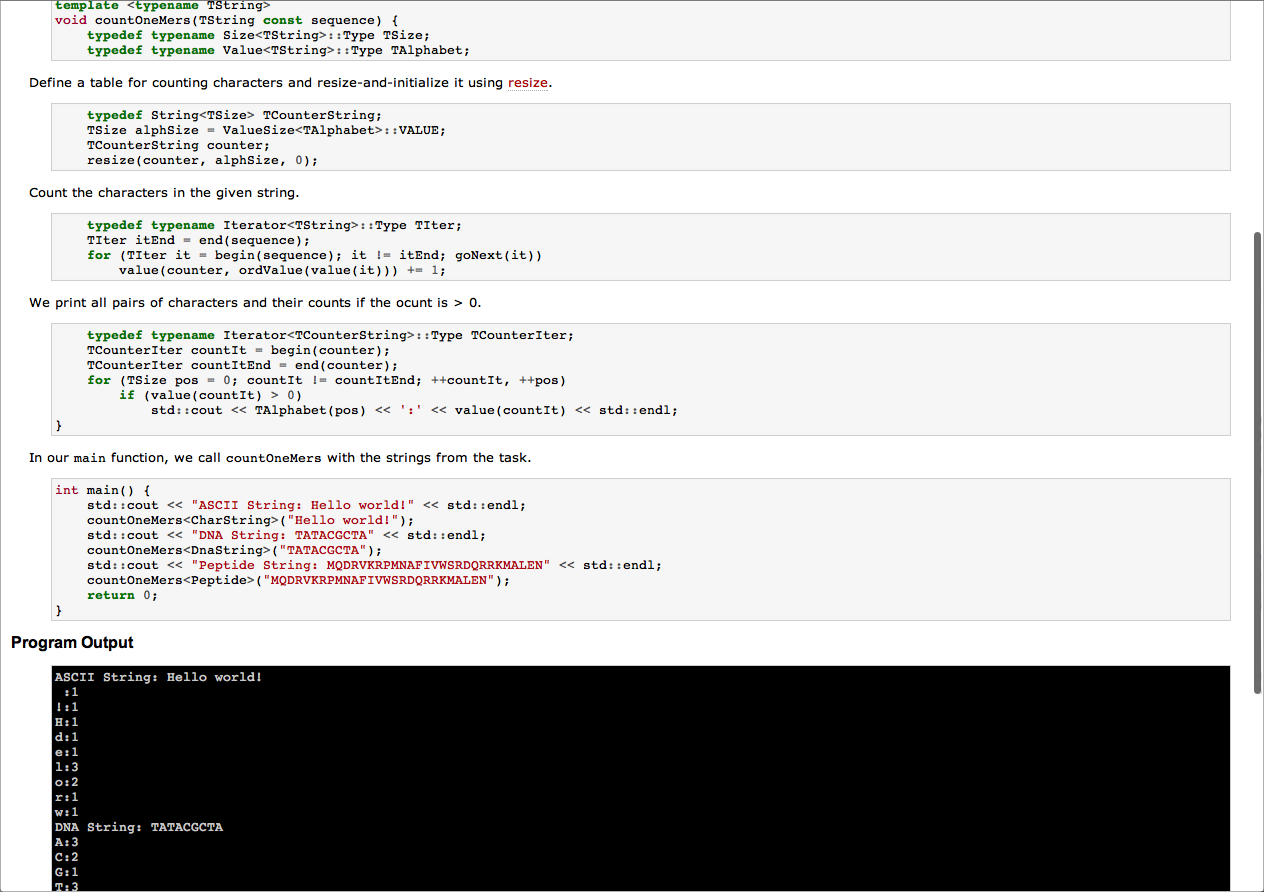 template <typename TString>
void countOneMers(TString const sequence) {
    typedef typename Size<TString>::Type TSize;
    typedef typename Value<TString>::Type TAlphabet;
Define a table for counting characters and resize-and-initialize it using resize.
    typedef String<TSize> TCounterString;
    TSize alphSize = ValueSize<TAlphabet>::VALUE;
    TCounterString counter;
    resize(counter, alphSize, 0);
Count the characters in the given string.
    typedef typename Iterator<TString>::Type TIter;
    TIter itEnd = end(sequence);
    for (TIter it = begin(sequence); it != itEnd; goNext(it))
        value(counter, ordValue(value(it))) += 1;
We print all pairs of characters and their counts if the ocunt is > 0.
    typedef typename Iterator<TCounterString>::Type TCounterIter;
    TCounterIter countIt = begin(counter);
    TCounterIter countItEnd = end(counter);
    for (TSize pos = 0; countIt != countItEnd; ++countIt, ++pos)
        if (value(countIt) > 0)
            std::cout << TAlphabet(pos) << ':' << value(countIt) << std::endl;
}
In our main function, we call countOneMers with the strings from the task.
int main() {
    std::cout << "ASCII String: Hello world!" << std::endl;
    countOneMers<CharString>("Hello world!");
    std::cout << "DNA String: TATACGCTA" << std::endl;
    countOneMers<DnaString>("TATACGCTA");
    std::cout << "Peptide String: MQDRVKRPMNAFIVWSRDQRRKMALEN" << std::endl;
    countOneMers<Peptide>("MQDRVKRPMNAFIVWSRDQRRKMALEN");
    return 0;
}
Program Output
ASCII String: Hello world!
 :1
!:1
H:1
d:1
e:1
l:3
o:2
r:1
w:1
DNA String: TATACGCTA
A:3
C:2
G:1
T:3